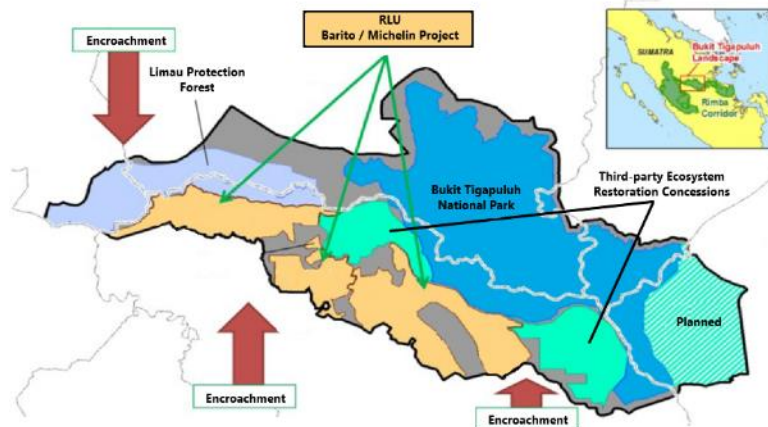 RLU
Barito / Michelin Project
Encroachment
Limau Protection
Forest
SUMATRA
Bukit Tigapuluh
Landscape
Rimba
Corridor
Third-party Ecosystem
Restoration Concessions
Bukit Tigapuluh
National Park
Planned
Encroachment
Encroachment